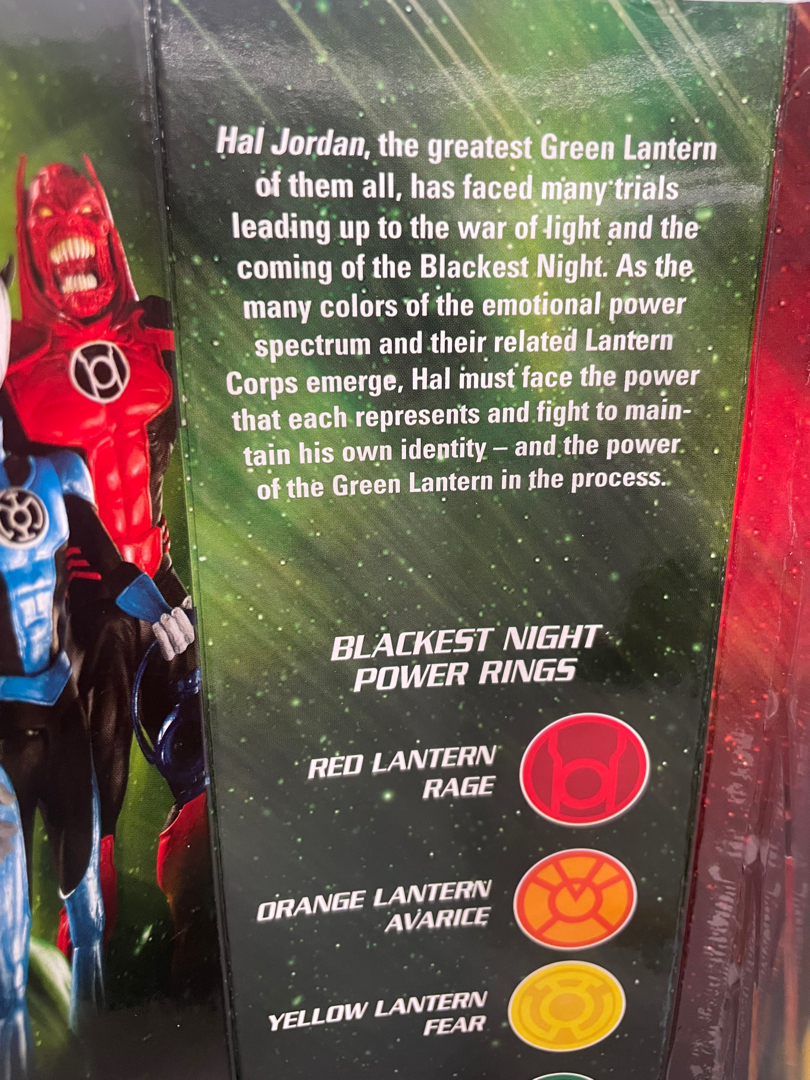 Hal Jordan, the greatest Green Lantern
of them all, has faced many trials
leading up to the war of light and the
coming of the Blackest Night. As the
many colors of the emotional power
spectrum and their related Lantern
Corps emerge, Hal must face the power
that each represents and fight to main-
tain his own identity – and the power
of the Green Lantern in the process.
BLACKEST NIGHT
POWER RINGS
RED LANTERN
RAGE
ORANGE LANTERN
AVARICE
YELLOW LANTERN
FEAR